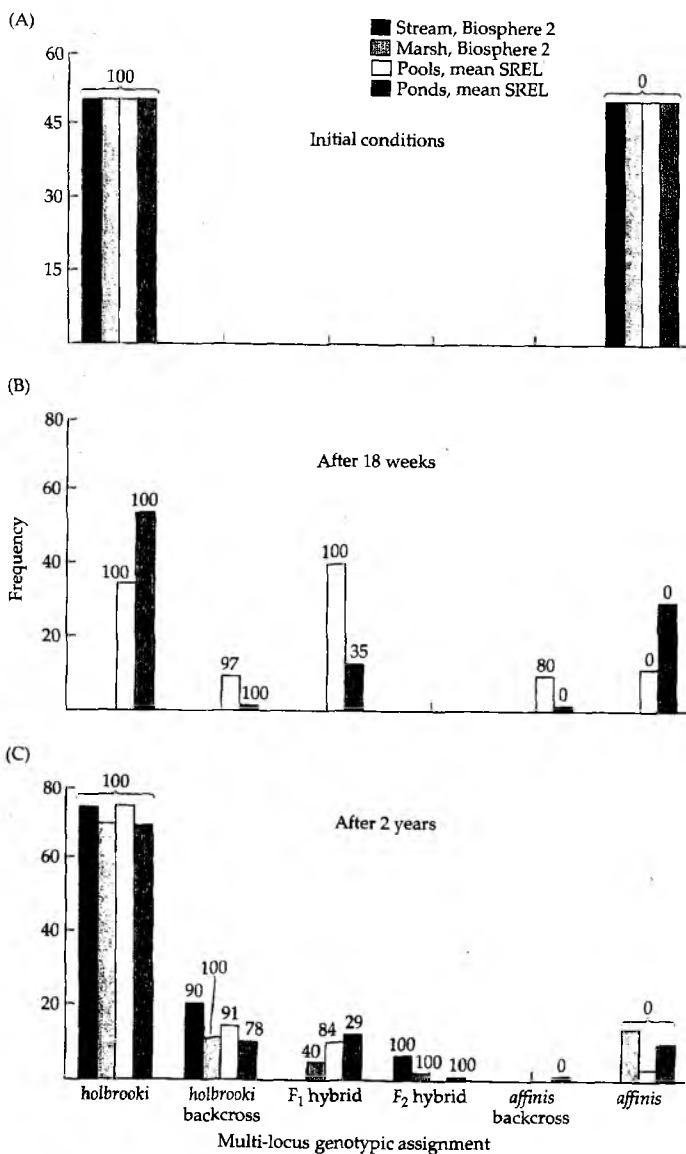 (A)
Stream, Biosphere 2
Marsh, Biosphere 2
Pools, mean SREL
Ponds, mean SREL
60
45
30
15
100
0
Initial conditions
(B)
80
60
40
20
Frequency
After 18 weeks
100
100
97
100
100
35
80
0
0
0
(C)
80
60
40
20
After 2 years
100
90
100
91
78
40
84
29
100
100
100
0
0
holbrooki
holbrooki backcross
F₁ hybrid
F₂ hybrid
affinis backcross
affinis
Multi-locus genotypic assignment